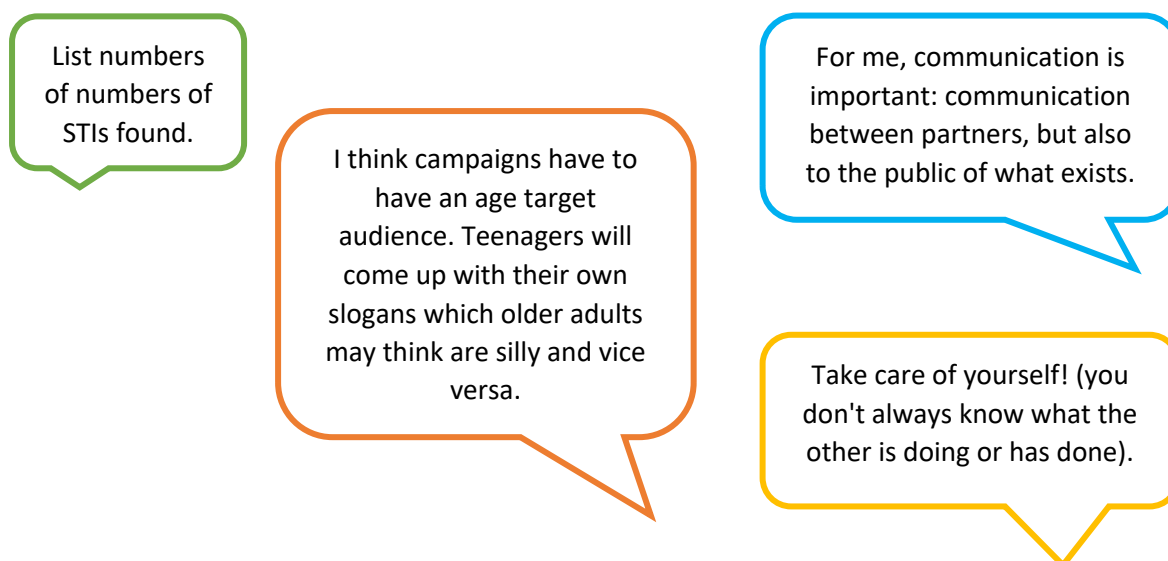 List numbers
of numbers of
STIs found.
I think campaigns have to
have an age target
audience. Teenagers will
come up with their own
slogans which older adults
may think are silly and vice
versa.
For me, communication is
important: communication
between partners, but also
to the public of what exists.
Take care of yourself! (you
don't always know what the
other is doing or has done).